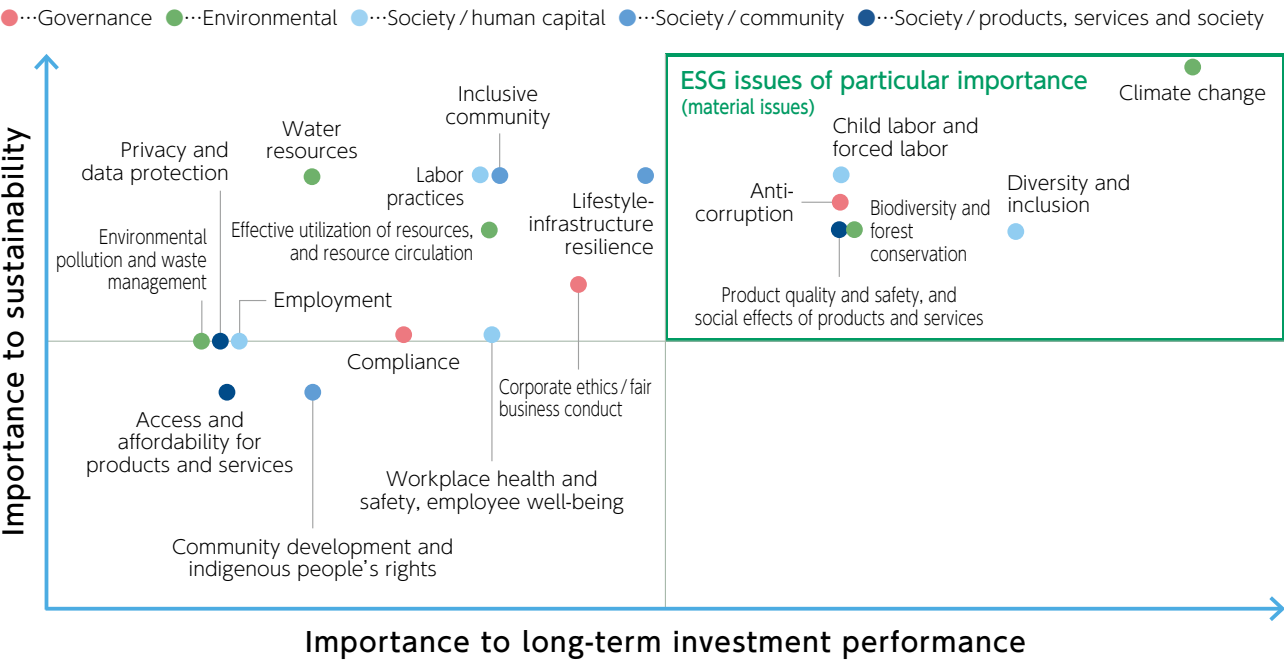 ●…Governance ●…Environmental ●…Society / human capital ●…Society / community ●…Society / products, services and society
ESG issues of particular importance
(material issues)
Climate change
Inclusive
community
Water
resources
Child labor and
forced labor
Privacy and
data protection
Labor
practices
Lifestyle-
infrastructure
resilience
Anti-
corruption
Diversity and
inclusion
Biodiversity and
forest
conservation
Effective utilization of resources,
and resource circulation
Environmental
pollution and waste
management
Employment
Product quality and safety, and
social effects of products and services
Compliance
Corporate ethics / fair
business conduct
Access and
affordability for
products and services
Workplace health and
safety, employee well-being
Community development and
indigenous people's rights
Importance to sustainability
Importance to long-term investment performance